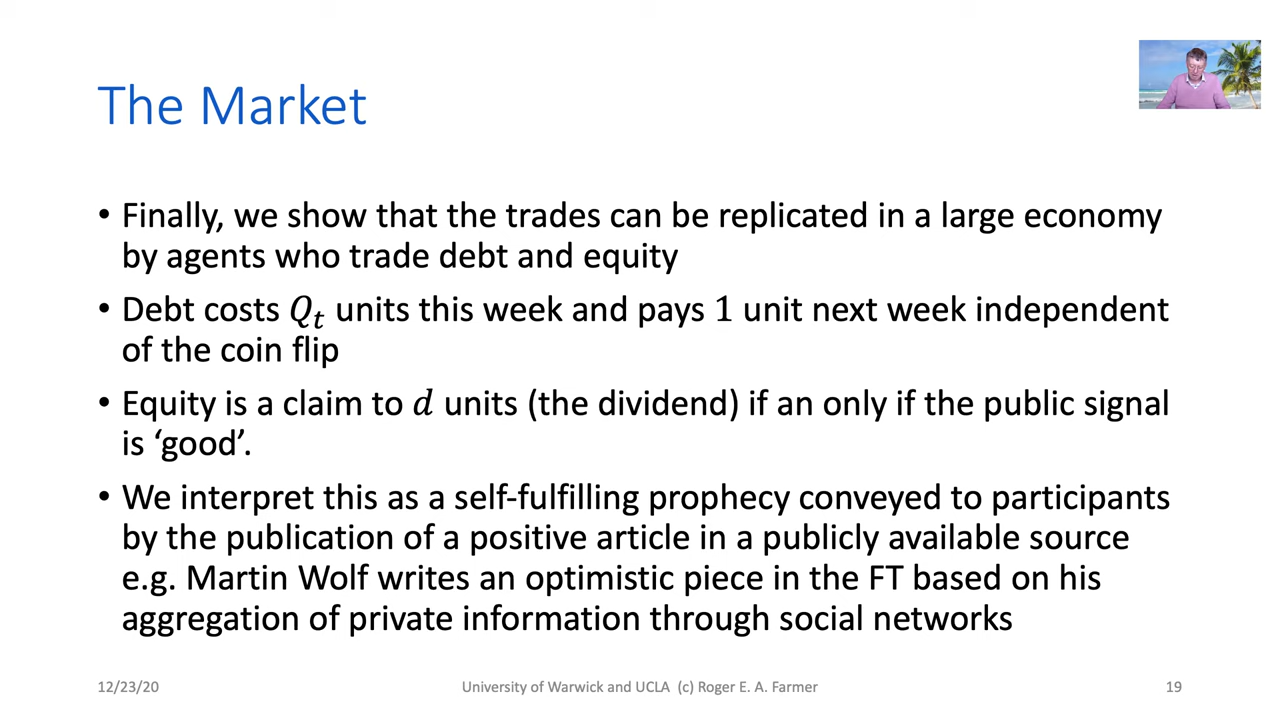 The Market
• Finally, we show that the trades can be replicated in a large economy
by agents who trade debt and equity
• Debt costs Qₜ units this week and pays 1 unit next week independent
of the coin flip
• Equity is a claim to d units (the dividend) if an only if the public signal
is ‘good’.
• We interpret this as a self-fulfilling prophecy conveyed to participants
by the publication of a positive article in a publicly available source
e.g. Martin Wolf writes an optimistic piece in the FT based on his
aggregation of private information through social networks
12/23/20
University of Warwick and UCLA (c) Roger E. A. Farmer
19